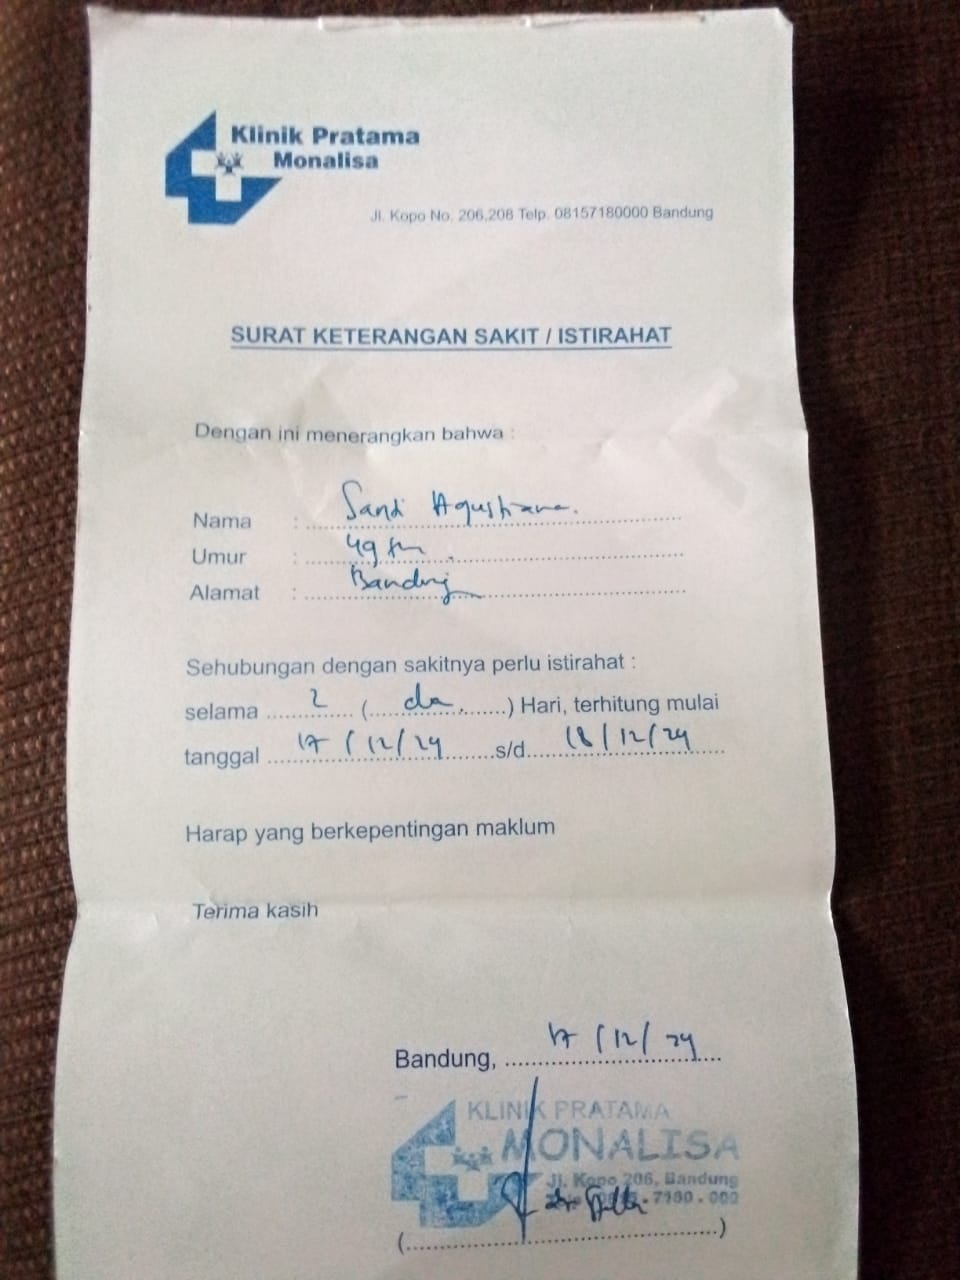 Klinik Pratama
Monalisa
Jl. Kopo No. 206,208 Telp. 08157180000 Bandung
SURAT KETERANGAN SAKIT / ISTIRAHAT
Dengan ini menerangkan bahwa :
Nama : Sandi Agustiana.
Umur : 49 th
Alamat : Bandung
Sehubungan dengan sakitnya perlu istirahat :
selama 2 ( dua ) Hari, terhitung mulai
tanggal 17/12/24 s/d 18/12/24
Harap yang berkepentingan maklum
Terima kasih
Bandung, 17/12/24
KLINIK PRATAMA
MONALISA
Jl. Kopo 206, Bandung
7180.000